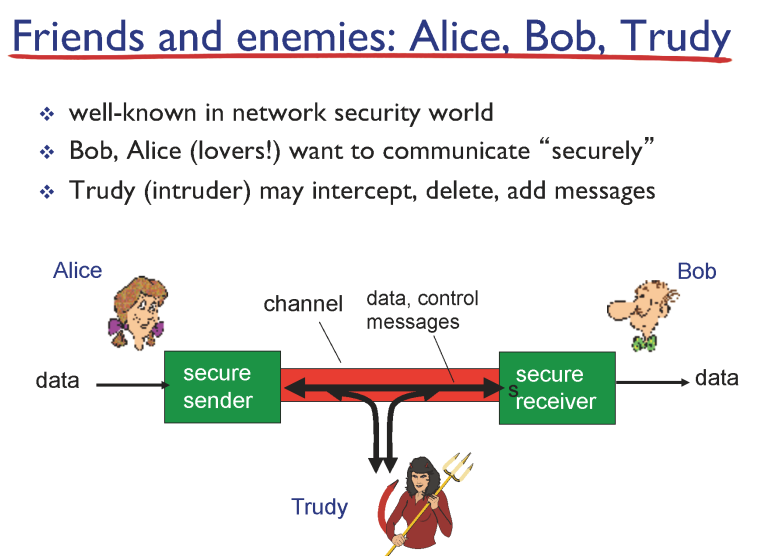 Friends and enemies: Alice, Bob, Trudy
well-known in network security world
Bob, Alice (lovers!) want to communicate “securely”
Trudy (intruder) may intercept, delete, add messages
Alice
Bob
channel
data, control
messages
data
secure
sender
s
secure
receiver
data
Trudy